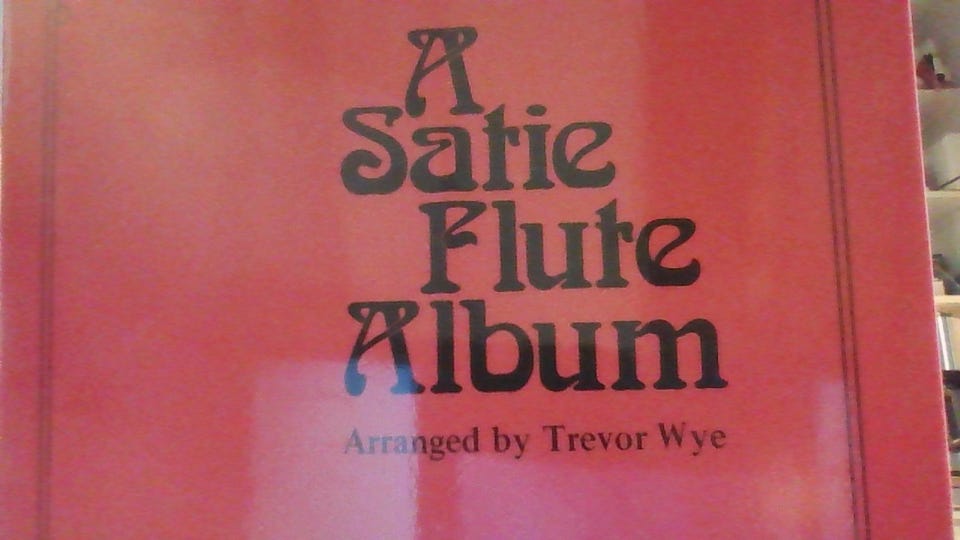 A
Satie
Flute
Album
Arranged by Trevor Wye